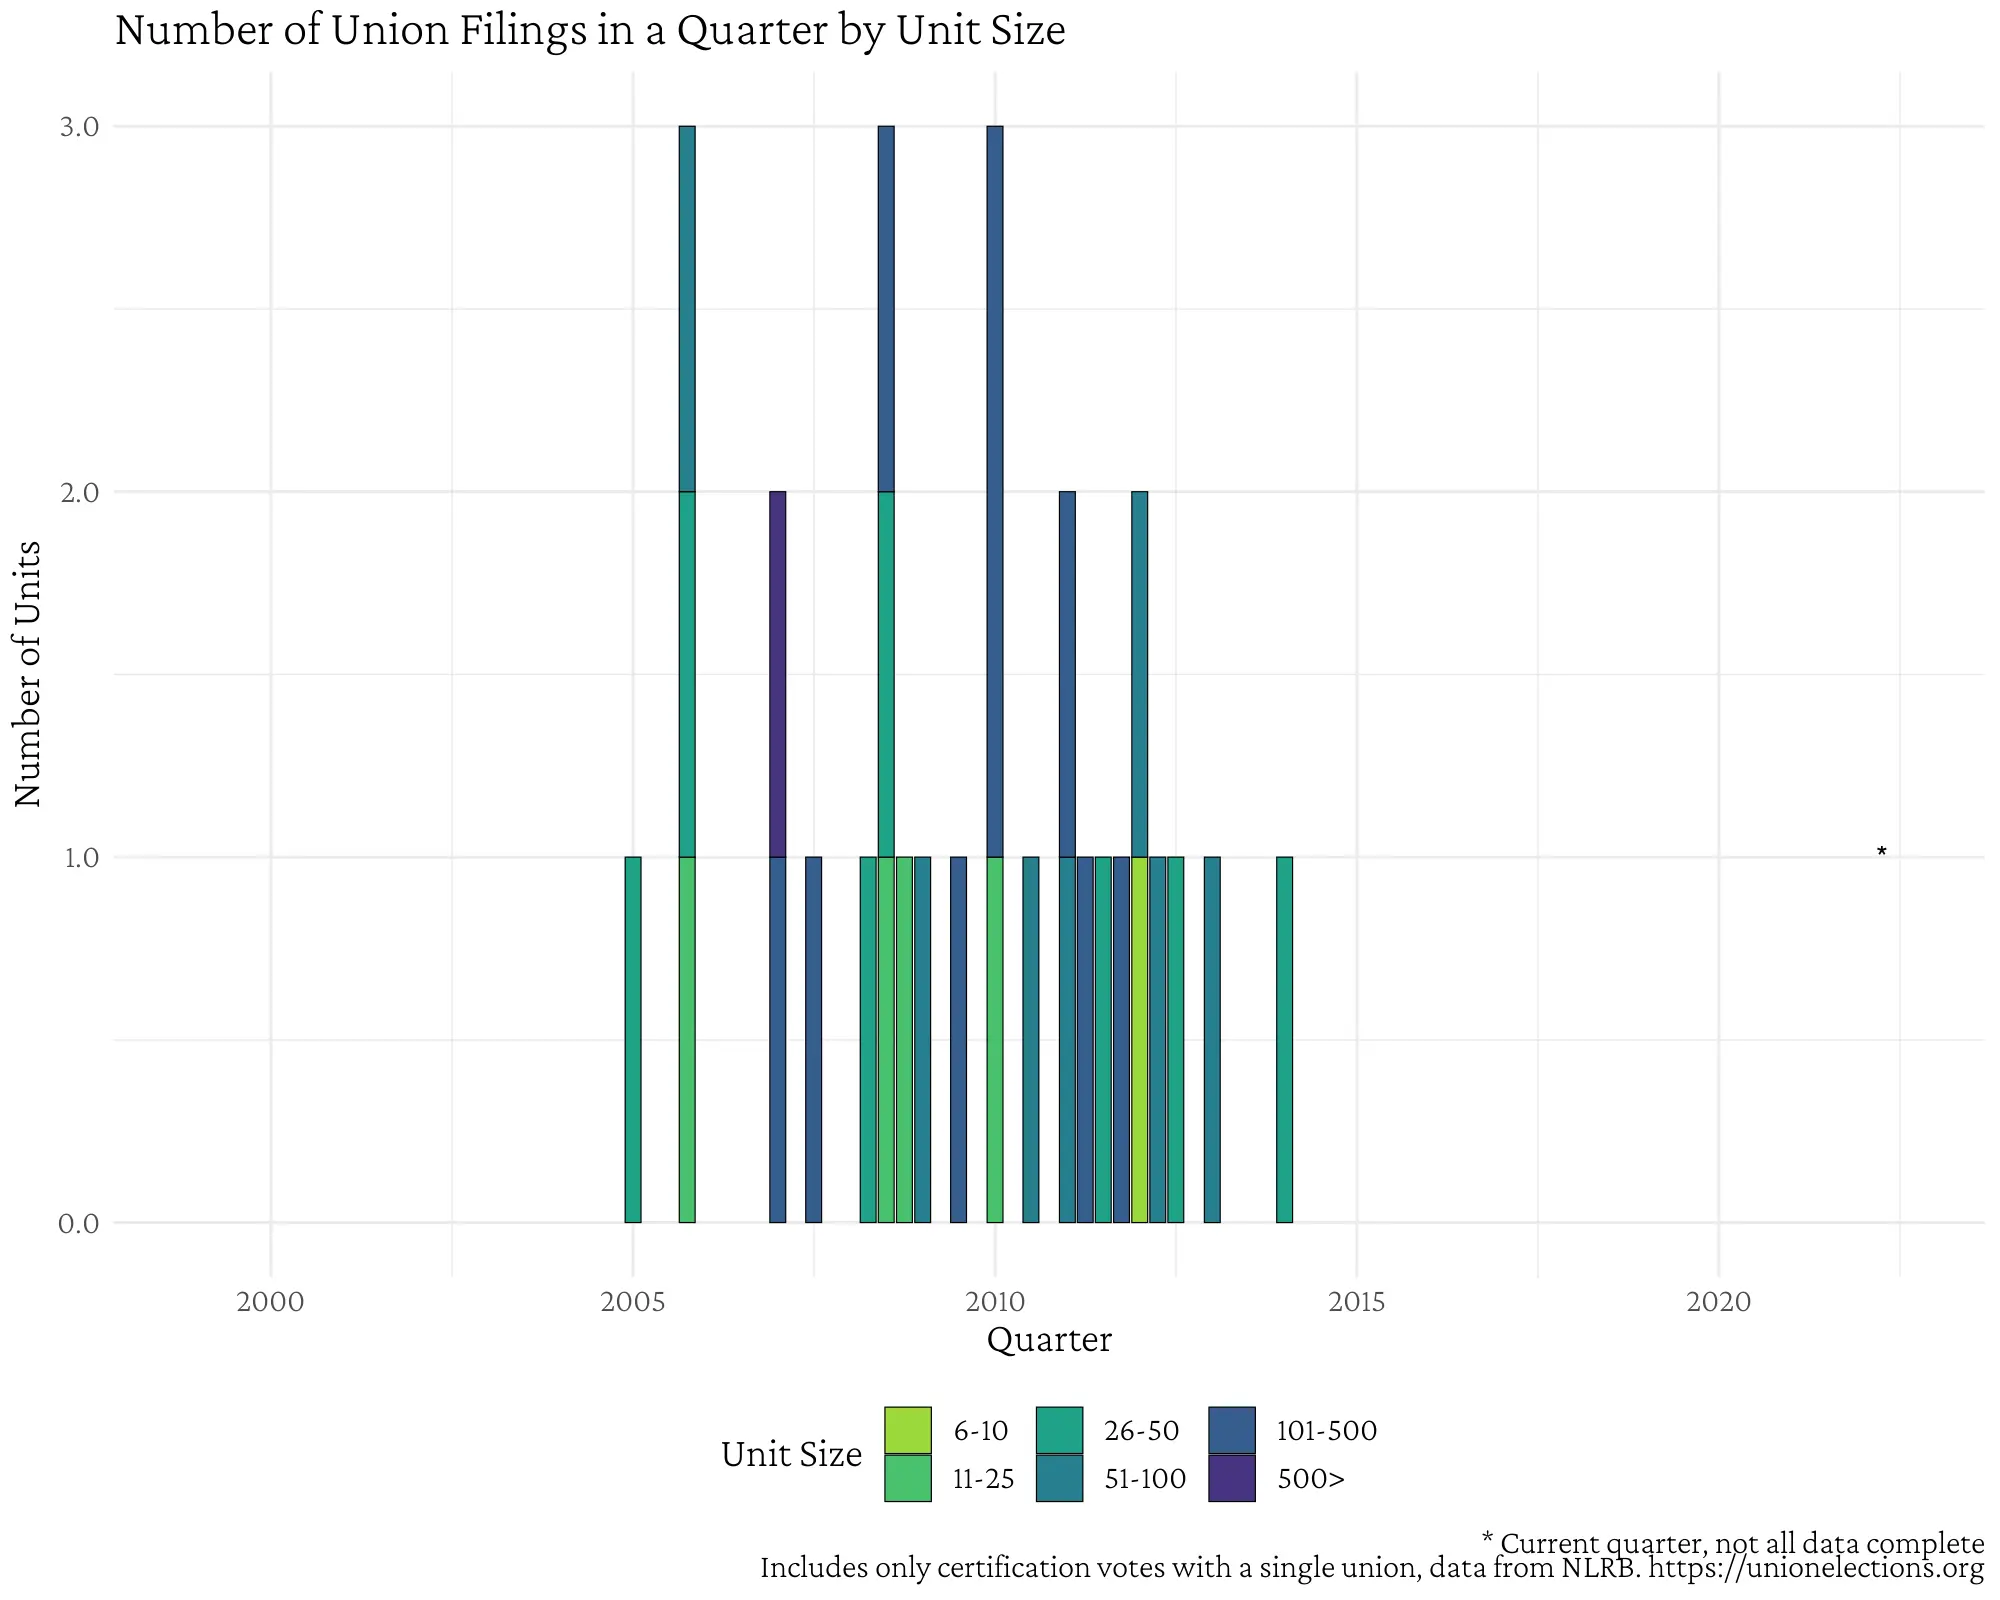 Number of Union Filings in a Quarter by Unit Size
Number of Units
3.0
2.0
1.0
0.0
*
2000 2005 2010 2015 2020
Quarter
Unit Size
6-10 26-50 101-500
11-25 51-100 500>
* Current quarter, not all data complete
Includes only certification votes with a single union, data from NLRB. https://unionelections.org